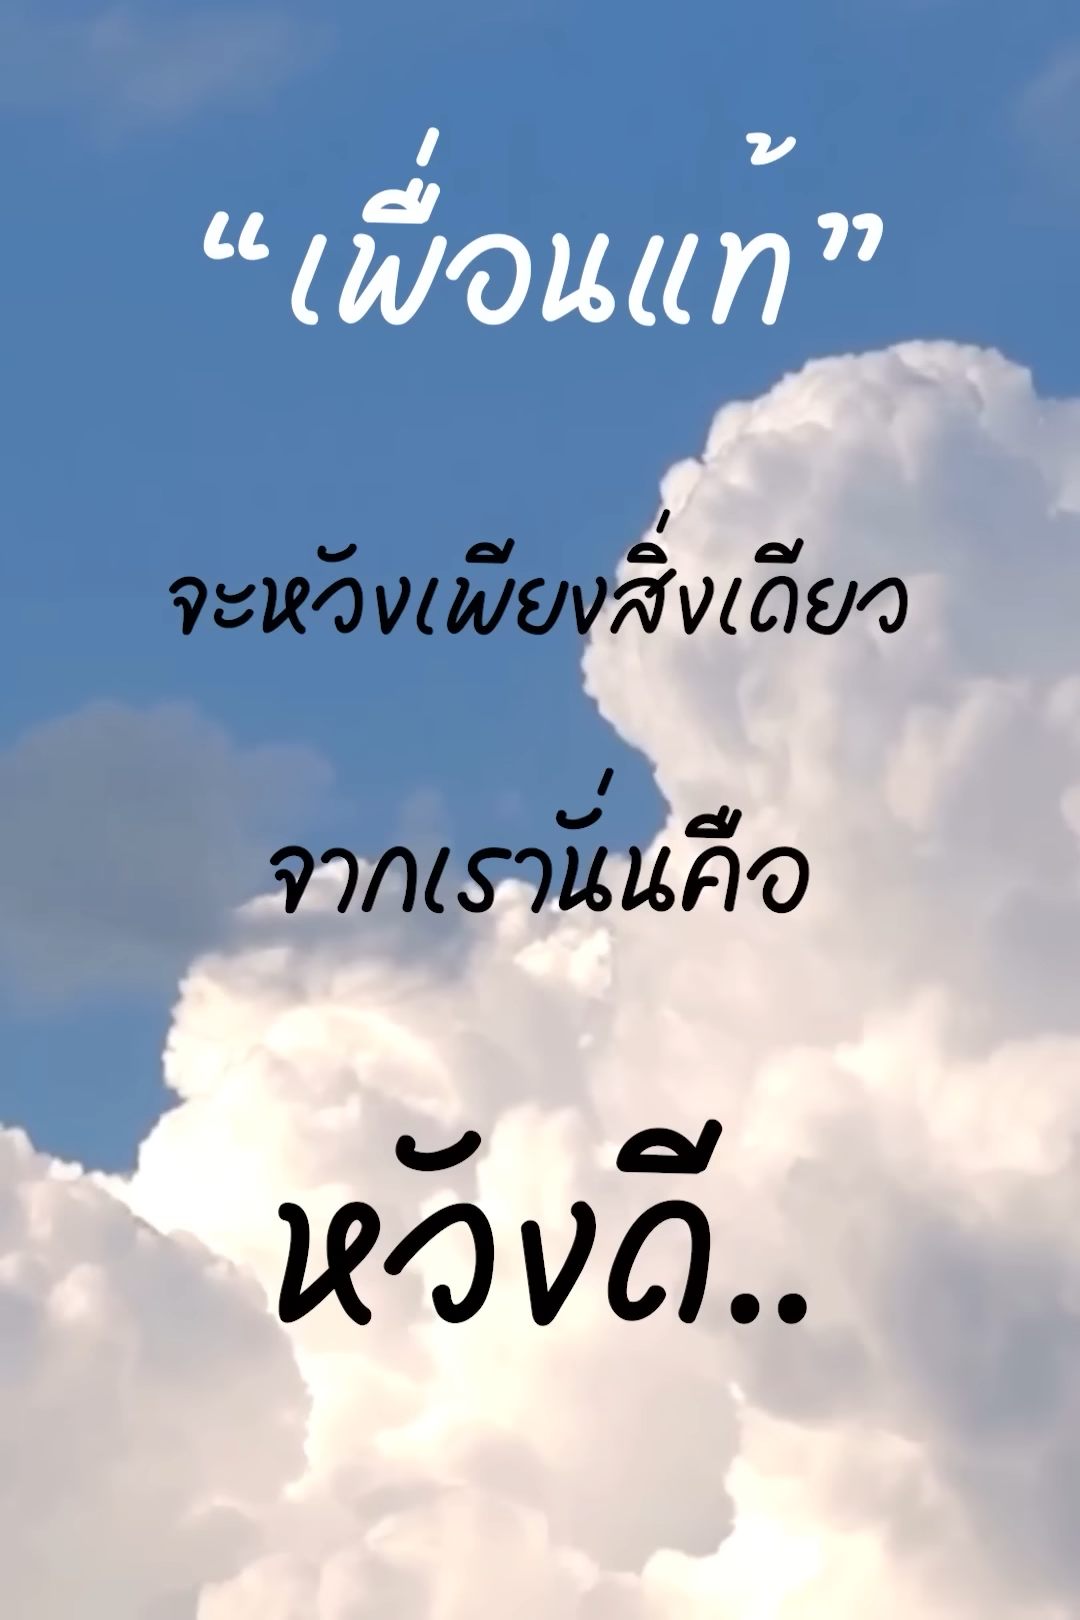 “เพื่อนแท้”
จะหวังเพียงสิ่งเดียว
จากเรานั่นคือ
หวังดี..